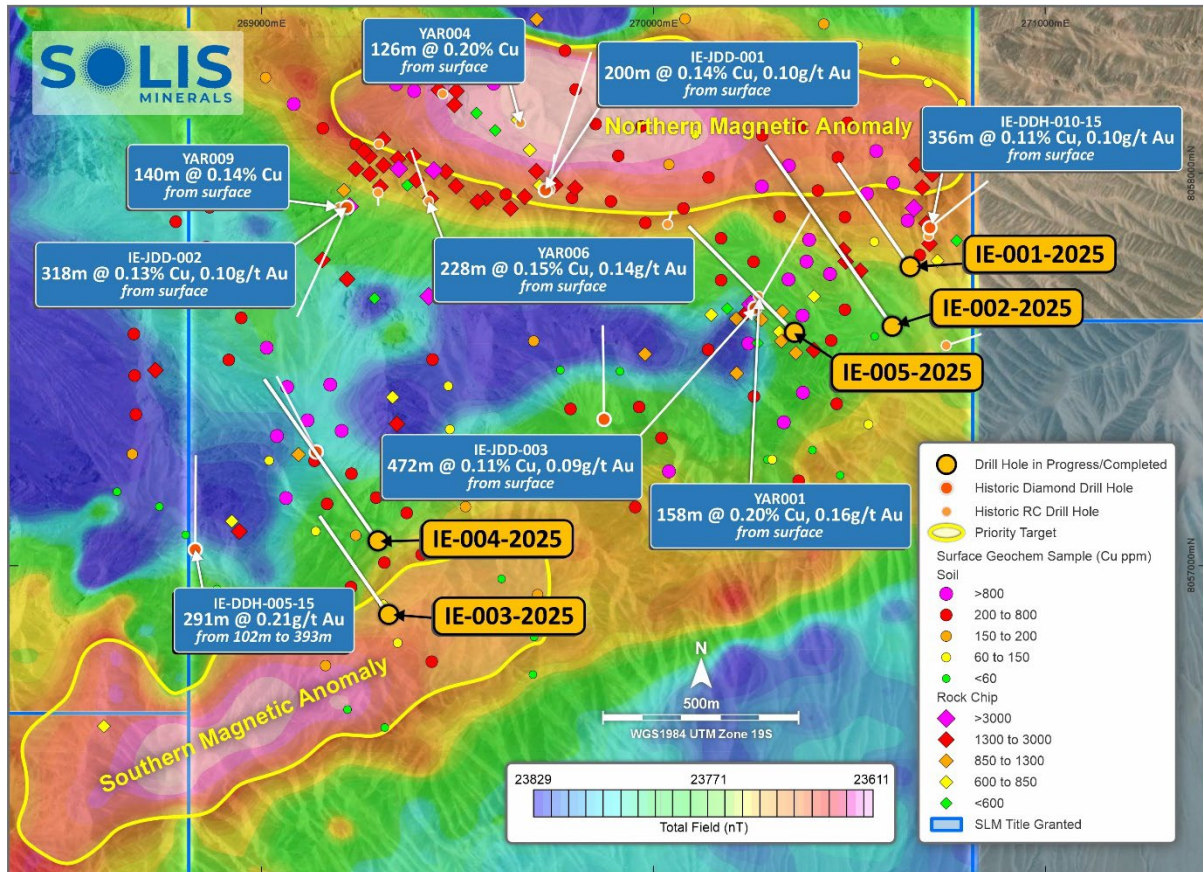 269000mE
270000mE
271000mE
SOLIS
MINERALS
YAR004
126m @ 0.20% Cu
from surface
IE-JDD-001
200m @ 0.14% Cu, 0.10g/t Au
from surface
Northern Magnetic Anomaly
IE-DDH-010-15
356m @ 0.11% Cu, 0.10g/t Au
from surface
8058000mN
YAR009
140m @ 0.14% Cu
from surface
IE-JDD-002
318m @ 0.13% Cu, 0.10g/t Au
from surface
YAR006
228m @ 0.15% Cu, 0.14g/t Au
from surface
IE-001-2025
IE-002-2025
IE-005-2025
IE-JDD-003
472m @ 0.11% Cu, 0.09g/t Au
from surface
YAR001
158m @ 0.20% Cu, 0.16g/t Au
from surface
IE-004-2025
IE-003-2025
IE-DDH-005-15
291m @ 0.21g/t Au
from 102m to 393m
8057000mN
Southern Magnetic Anomaly
N
500m
WGS1984 UTM Zone 19S
23829
23771
23611
Total Field (nT)
Drill Hole in Progress/Completed
Historic Diamond Drill Hole
Historic RC Drill Hole
Priority Target
Surface Geochem Sample (Cu ppm)
Soil
>800
200 to 800
150 to 200
60 to 150
<60
Rock Chip
>3000
1300 to 3000
850 to 1300
600 to 850
<600
SLM Title Granted